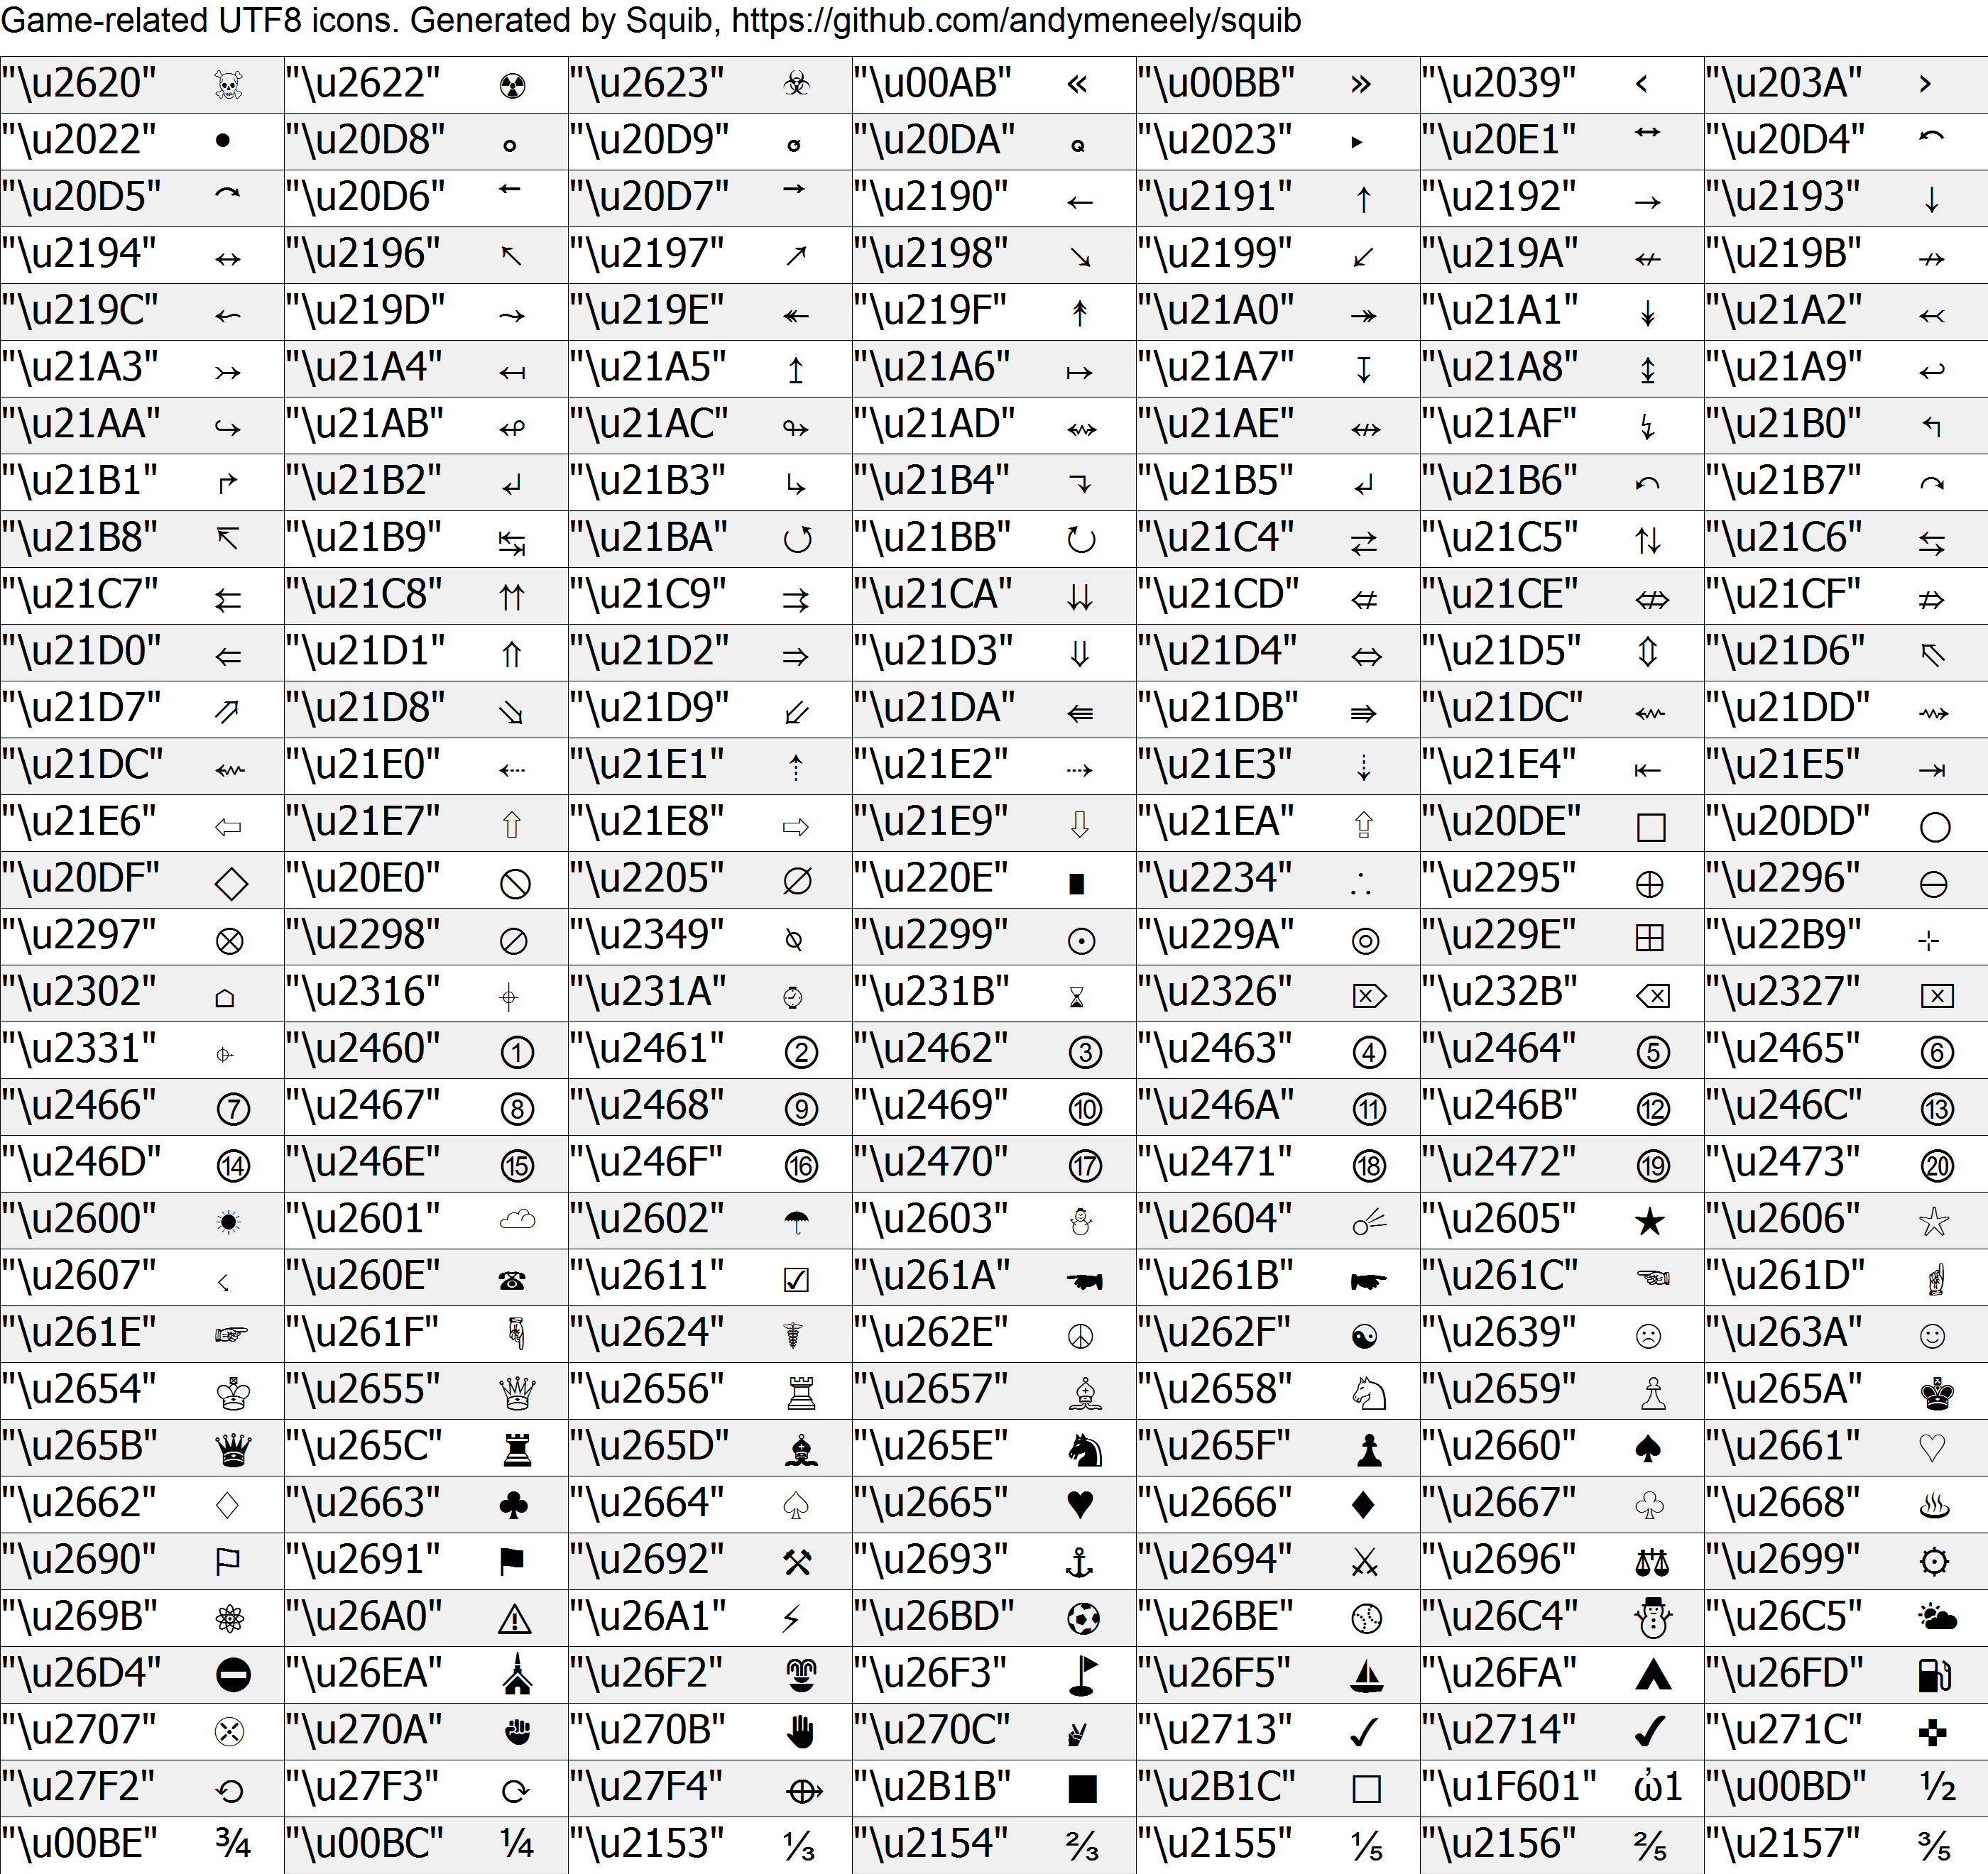 Game-related UTF8 icons. Generated by Squib, https://github.com/andymeneely/squib
"\u2620" ☠ "\u2622" ☢ "\u2623" ☣ "\u00AB" « "\u00BB" » "\u2039" ‹ "\u203A" ›
"\u2022" • "\u20D8" ⃘ "\u20D9" ⃙ "\u20DA" ⃚ "\u2023" ‣ "\u20E1" ⃡ "\u20D4" ⃔
"\u20D5" ⃕ "\u20D6" ⃖ "\u20D7" ⃗ "\u2190" ← "\u2191" ↑ "\u2192" → "\u2193" ↓
"\u2194" ↔ "\u2196" ↖ "\u2197" ↗ "\u2198" ↘ "\u2199" ↙ "\u219A" ↚ "\u219B" ↛
"\u219C" ↜ "\u219D" ↝ "\u219E" ↞ "\u219F" ↟ "\u21A0" ↠ "\u21A1" ↡ "\u21A2" ↢
"\u21A3" ↣ "\u21A4" ↤ "\u21A5" ↥ "\u21A6" ↦ "\u21A7" ↧ "\u21A8" ↨ "\u21A9" ↩
"\u21AA" ↪ "\u21AB" ↫ "\u21AC" ↬ "\u21AD" ↭ "\u21AE" ↮ "\u21AF" ↯ "\u21B0" ↰
"\u21B1" ↱ "\u21B2" ↲ "\u21B3" ↳ "\u21B4" ↴ "\u21B5" ↵ "\u21B6" ↶ "\u21B7" ↷
"\u21B8" ↸ "\u21B9" ↹ "\u21BA" ↺ "\u21BB" ↻ "\u21C4" ⇄ "\u21C5" ⇅ "\u21C6" ⇆
"\u21C7" ⇇ "\u21C8" ⇈ "\u21C9" ⇉ "\u21CA" ⇊ "\u21CD" ⇍ "\u21CE" ⇎ "\u21CF" ⇏
"\u21D0" ⇐ "\u21D1" ⇑ "\u21D2" ⇒ "\u21D3" ⇓ "\u21D4" ⇔ "\u21D5" ⇕ "\u21D6" ⇖
"\u21D7" ⇗ "\u21D8" ⇘ "\u21D9" ⇙ "\u21DA" ⇚ "\u21DB" ⇛ "\u21DC" ⇜ "\u21DD" ⇝
"\u21DC" ⇜ "\u21E0" ⇠ "\u21E1" ⇡ "\u21E2" ⇢ "\u21E3" ⇣ "\u21E4" ⇤ "\u21E5" ⇥
"\u21E6" ⇦ "\u21E7" ⇧ "\u21E8" ⇨ "\u21E9" ⇩ "\u21EA" ⇪ "\u20DE" ⃞ "\u20DD" ⃝
"\u20DF" ⃟ "\u20E0" ⃠ "\u2205" ∅ "\u220E" ∎ "\u2234" ∴ "\u2295" ⊕ "\u2296" ⊖
"\u2297" ⊗ "\u2298" ⊘ "\u2349" ⍉ "\u2299" ⊙ "\u229A" ⊚ "\u229E" ⊞ "\u22B9" ⊹
"\u2302" ⌂ "\u2316" ⌖ "\u231A" ⌚ "\u231B" ⌛ "\u2326" ⌦ "\u232B" ⌫ "\u2327" ⌧
"\u2331" ⌱ "\u2460" ① "\u2461" ② "\u2462" ③ "\u2463" ④ "\u2464" ⑤ "\u2465" ⑥
"\u2466" ⑦ "\u2467" ⑧ "\u2468" ⑨ "\u2469" ⑩ "\u246A" ⑪ "\u246B" ⑫ "\u246C" ⑬
"\u246D" ⑭ "\u246E" ⑮ "\u246F" ⑯ "\u2470" ⑰ "\u2471" ⑱ "\u2472" ⑲ "\u2473" ⑳
"\u2600" ☀ "\u2601" ☁ "\u2602" ☂ "\u2603" ☃ "\u2604" ☄ "\u2605" ★ "\u2606" ☆
"\u2607" ☇ "\u260E" ☎ "\u2611" ☑ "\u261A" ☚ "\u261B" ☛ "\u261C" ☜ "\u261D" ☝
"\u261E" ☞ "\u261F" ☟ "\u2624" ☤ "\u262E" ☮ "\u262F" ☯ "\u2639" ☹ "\u263A" ☺
"\u2654" ♔ "\u2655" ♕ "\u2656" ♖ "\u2657" ♗ "\u2658" ♘ "\u2659" ♙ "\u265A" ♚
"\u265B" ♛ "\u265C" ♜ "\u265D" ♝ "\u265E" ♞ "\u265F" ♟ "\u2660" ♠ "\u2661" ♡
"\u2662" ♢ "\u2663" ♣ "\u2664" ♤ "\u2665" ♥ "\u2666" ♦ "\u2667" ♧ "\u2668" ♨
"\u2690" ⚐ "\u2691" ⚑ "\u2692" ⚒ "\u2693" ⚓ "\u2694" ⚔ "\u2696" ⚖ "\u2699" ⚙
"\u269B" ⚛ "\u26A0" ⚠ "\u26A1" ⚡ "\u26BD" ⚽ "\u26BE" ⚾ "\u26C4" ⛄ "\u26C5" ⛅
"\u26D4" ⛔ "\u26EA" ⛪ "\u26F2" ⛲ "\u26F3" ⛳ "\u26F5" ⛵ "\u26FA" ⛺ "\u26FD" ⛽
"\u2707" ✇ "\u270A" ✊ "\u270B" ✋ "\u270C" ✌ "\u2713" ✓ "\u2714" ✔ "\u271C" ✜
"\u27F2" ⟲ "\u27F3" ⟳ "\u27F4" ⟴ "\u2B1B" ⬛ "\u2B1C" ⬜ "\u1F601" ὠ1 "\u00BD" ½
"\u00BE" ¾ "\u00BC" ¼ "\u2153" ⅓ "\u2154" ⅔ "\u2155" ⅕ "\u2156" ⅖ "\u2157" ⅗